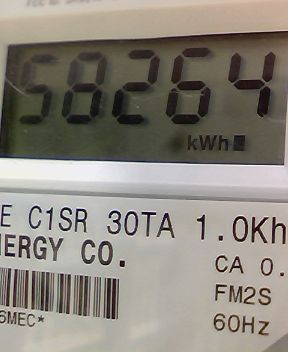 58264
kWh
E C1SR 30TA 1.0Kh
NERGY CO.
CA 0.
FM2S
6MEC*
60Hz